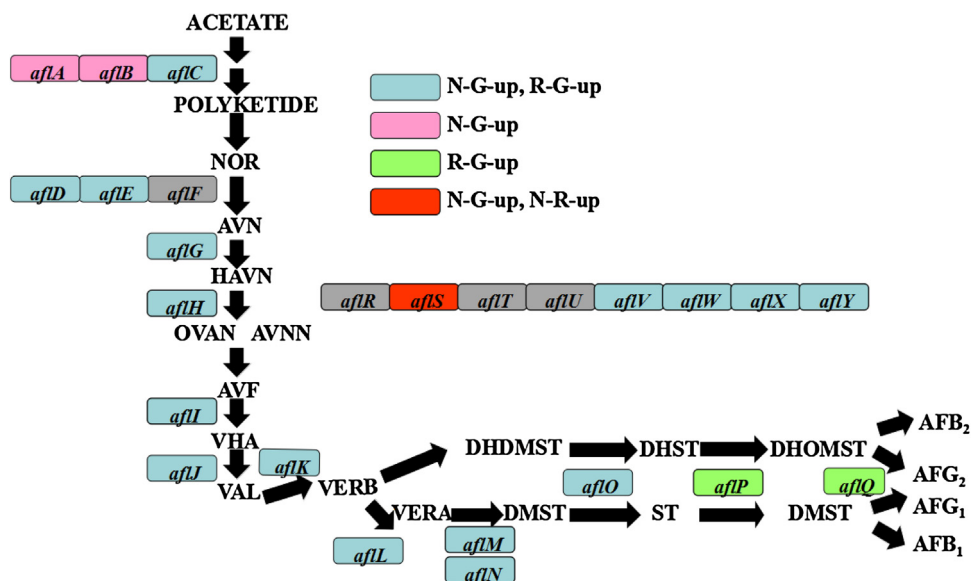 ACETATE
aflA aflB aflC
POLYKETIDE
N-G-up, R-G-up
N-G-up
R-G-up
N-G-up, N-R-up
NOR
aflD aflE aflF
AVN
aflG
HAVN
aflH
aflR aflS aflT aflU aflV aflW aflX aflY
OVAN AVNN
AVF
aflI
VHA
aflJ
aflK
VAL
VERB
DHDMST DHST DHOMST
AFB2
AFG2
aflO aflP aflQ
VERA DMST ST DMST
AFG1
AFB1
aflL
aflM
aflN